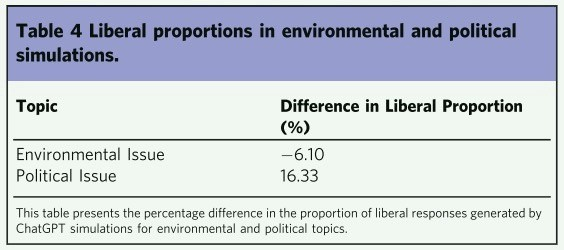 Table 4 Liberal proportions in environmental and political
simulations.
Topic Difference in Liberal Proportion
(%)
Environmental Issue −6.10
Political Issue 16.33
This table presents the percentage difference in the proportion of liberal responses generated by
ChatGPT simulations for environmental and political topics.